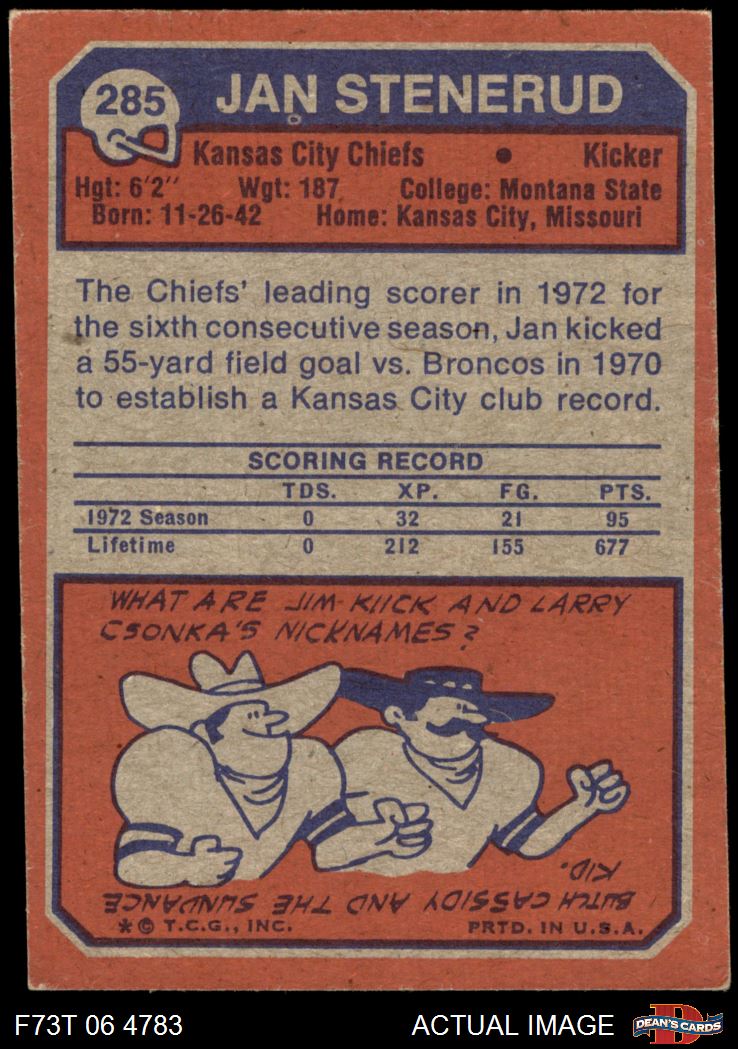 285
JAN STENERUD
Kansas City Chiefs • Kicker
Hgt: 6'2" Wgt: 187 College: Montana State
Born: 11-26-42 Home: Kansas City, Missouri
The Chiefs' leading scorer in 1972 for
the sixth consecutive season, Jan kicked
a 55-yard field goal vs. Broncos in 1970
to establish a Kansas City club record.
SCORING RECORD
TDS. XP. FG. PTS.
1972 Season 0 32 21 95
Lifetime 0 212 155 677
WHAT ARE JIM KIICK AND LARRY
CSONKA'S NICKNAMES?
BUTCH CASSIDY AND THE SUNDANCE
KID.
* © T.C.G., INC. PRTD. IN U.S.A.
F73T 06 4783 ACTUAL IMAGE
D
DEAN'S CARDS